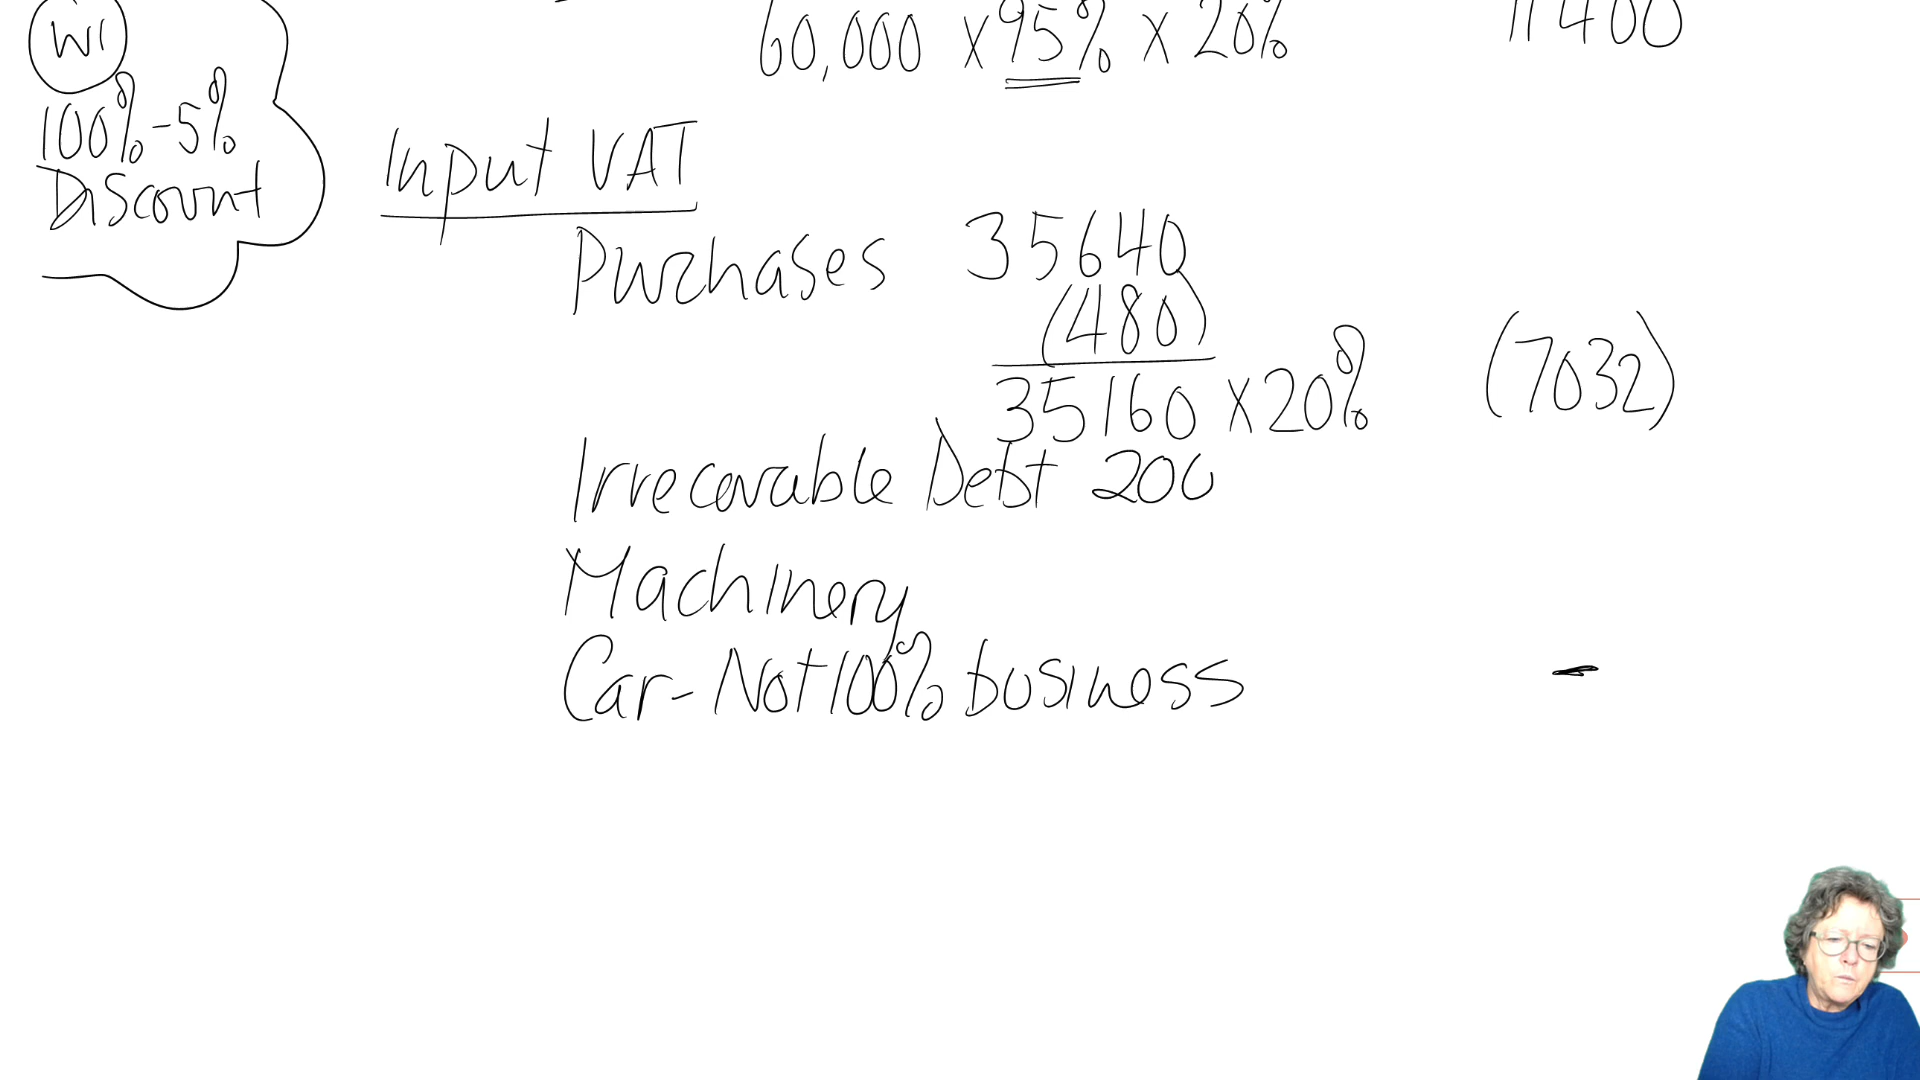 W1
100%-5%
Discount
60,000 x 95% x 20% 11400
Input VAT
Purchases 35640
(480)
35160 x 20% (7032)
Irrecovrable Debt 200
Machinery
Car-Not 100% business -